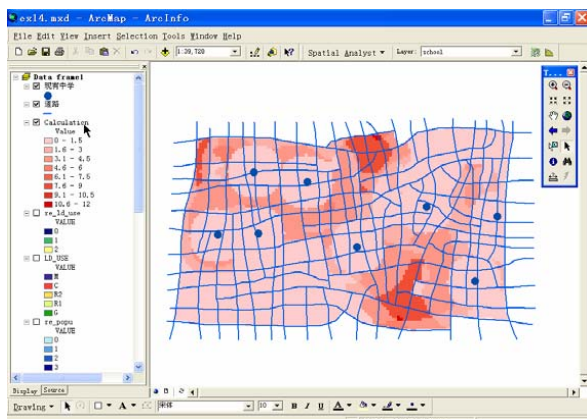 ex14.mxd - ArcMap - ArcInfo
File Edit View Insert Selection Tools Window Help
1:20,720 Spatial Analyst Layer: school
T...
Data frame1
现有中学
道路
Calculation
Value
0 - 1.5
1.6 - 3
3.1 - 4.5
4.6 - 6
6.1 - 7.5
7.6 - 9
9.1 - 10.5
10.6 - 12
re_ld_use
VALUE
0
1
2
LD_USE
VALUE
M
C
R2
R1
G
re_popu
VALUE
0
1
2
3
Display Source
Drawing A 宋体 10 B I U A